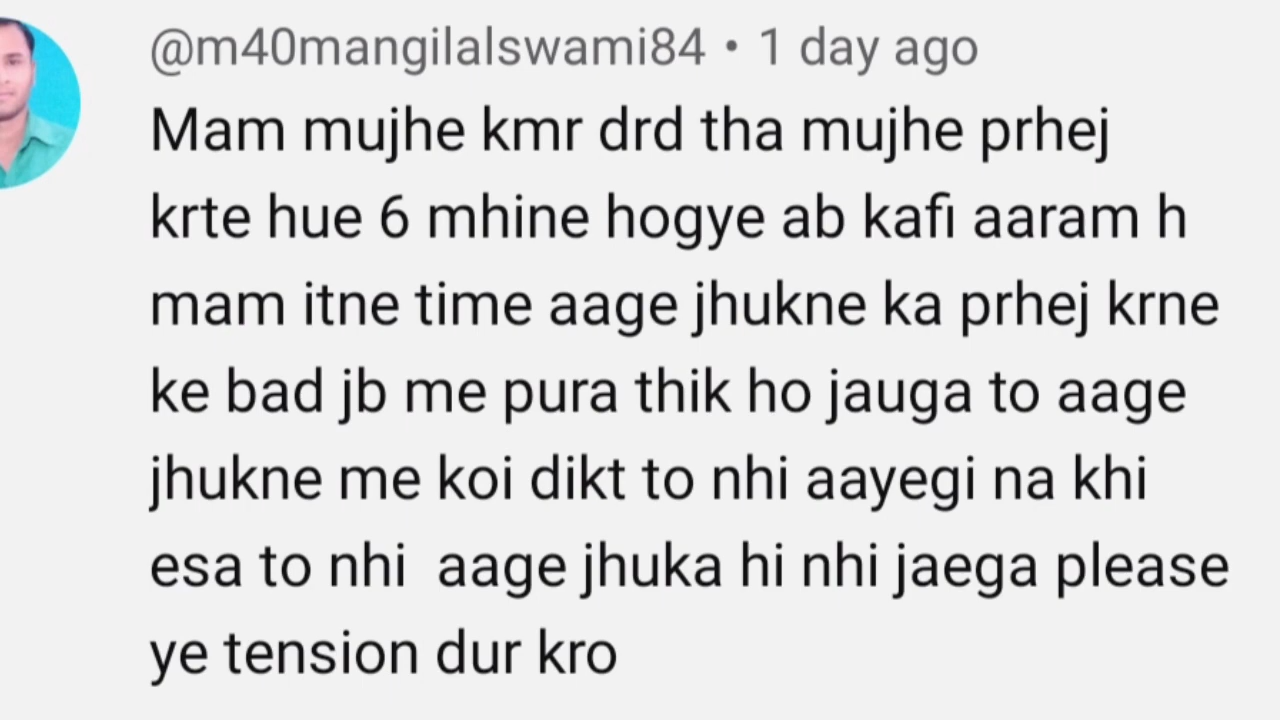 @m40mangilalswami84 • 1 day ago
Mam mujhe kmr drd tha mujhe prhej
krte hue 6 mhine hogye ab kafi aaram h
mam itne time aage jhukne ka prhej krne
ke bad jb me pura thik ho jauga to aage
jhukne me koi dikt to nhi aayegi na khi
esa to nhi  aage jhuka hi nhi jaega please
ye tension dur kro